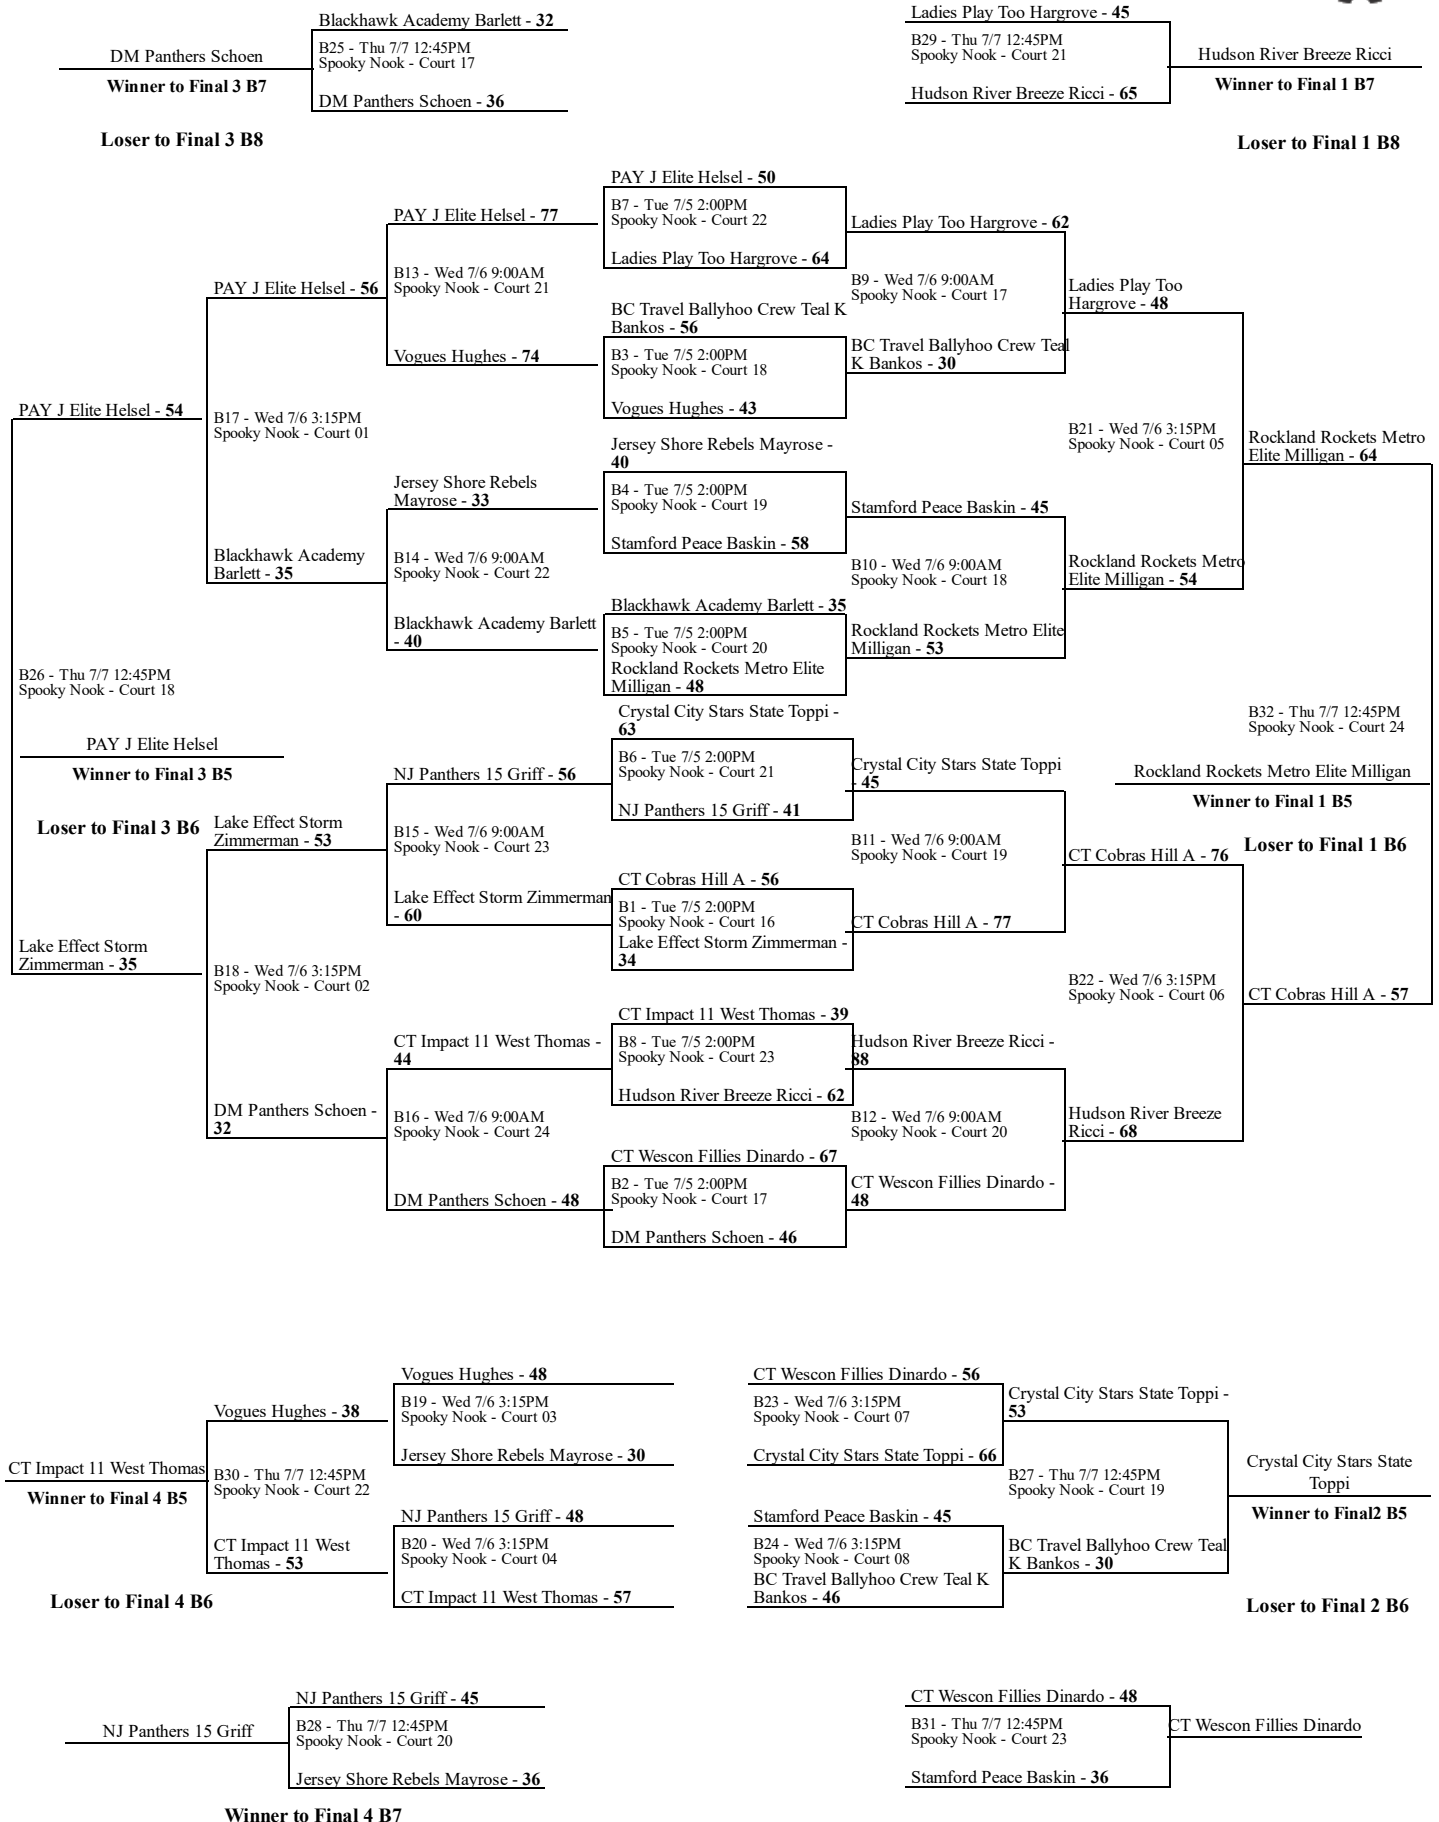 Blackhawk Academy Barlett - 32
B25 - Thu 7/7 12:45PM
Spooky Nook - Court 17
DM Panthers Schoen - 36
DM Panthers Schoen
Winner to Final 3 B7
Loser to Final 3 B8
Ladies Play Too Hargrove - 45
B29 - Thu 7/7 12:45PM
Spooky Nook - Court 21
Hudson River Breeze Ricci - 65
Hudson River Breeze Ricci
Winner to Final 1 B7
Loser to Final 1 B8
PAY J Elite Helsel - 50
B7 - Tue 7/5 2:00PM
Spooky Nook - Court 22
Ladies Play Too Hargrove - 64
BC Travel Ballyhoo Crew Teal K
Bankos - 56
B3 - Tue 7/5 2:00PM
Spooky Nook - Court 18
Vogues Hughes - 43
Jersey Shore Rebels Mayrose -
40
B4 - Tue 7/5 2:00PM
Spooky Nook - Court 19
Stamford Peace Baskin - 58
Blackhawk Academy Barlett - 35
B5 - Tue 7/5 2:00PM
Spooky Nook - Court 20
Rockland Rockets Metro Elite
Milligan - 48
Crystal City Stars State Toppi -
63
B6 - Tue 7/5 2:00PM
Spooky Nook - Court 21
NJ Panthers 15 Griff - 41
CT Cobras Hill A - 56
B1 - Tue 7/5 2:00PM
Spooky Nook - Court 16
Lake Effect Storm Zimmerman -
34
CT Impact 11 West Thomas - 39
B8 - Tue 7/5 2:00PM
Spooky Nook - Court 23
Hudson River Breeze Ricci - 62
CT Wescon Fillies Dinardo - 67
B2 - Tue 7/5 2:00PM
Spooky Nook - Court 17
DM Panthers Schoen - 46
PAY J Elite Helsel - 77
B13 - Wed 7/6 9:00AM
Spooky Nook - Court 21
Vogues Hughes - 74
Jersey Shore Rebels
Mayrose - 33
B14 - Wed 7/6 9:00AM
Spooky Nook - Court 22
Blackhawk Academy Barlett
- 40
NJ Panthers 15 Griff - 56
B15 - Wed 7/6 9:00AM
Spooky Nook - Court 23
Lake Effect Storm Zimmerman
- 60
CT Impact 11 West Thomas -
44
B16 - Wed 7/6 9:00AM
Spooky Nook - Court 24
DM Panthers Schoen - 48
PAY J Elite Helsel - 56
B17 - Wed 7/6 3:15PM
Spooky Nook - Court 01
Blackhawk Academy
Barlett - 35
Lake Effect Storm
Zimmerman - 53
B18 - Wed 7/6 3:15PM
Spooky Nook - Court 02
DM Panthers Schoen -
32
PAY J Elite Helsel - 54
B26 - Thu 7/7 12:45PM
Spooky Nook - Court 18
PAY J Elite Helsel
Winner to Final 3 B5
Loser to Final 3 B6
Lake Effect Storm
Zimmerman - 35
Ladies Play Too Hargrove - 62
B9 - Wed 7/6 9:00AM
Spooky Nook - Court 17
BC Travel Ballyhoo Crew Teal
K Bankos - 30
Stamford Peace Baskin - 45
B10 - Wed 7/6 9:00AM
Spooky Nook - Court 18
Rockland Rockets Metro Elite
Milligan - 53
Crystal City Stars State Toppi
- 45
B11 - Wed 7/6 9:00AM
Spooky Nook - Court 19
CT Cobras Hill A - 77
Hudson River Breeze Ricci -
88
B12 - Wed 7/6 9:00AM
Spooky Nook - Court 20
CT Wescon Fillies Dinardo -
48
Ladies Play Too
Hargrove - 48
B21 - Wed 7/6 3:15PM
Spooky Nook - Court 05
Rockland Rockets Metro
Elite Milligan - 54
CT Cobras Hill A - 76
B22 - Wed 7/6 3:15PM
Spooky Nook - Court 06
Hudson River Breeze
Ricci - 68
Rockland Rockets Metro
Elite Milligan - 64
B32 - Thu 7/7 12:45PM
Spooky Nook - Court 24
Rockland Rockets Metro Elite Milligan
Winner to Final 1 B5
Loser to Final 1 B6
CT Cobras Hill A - 57
Vogues Hughes - 48
B19 - Wed 7/6 3:15PM
Spooky Nook - Court 03
Jersey Shore Rebels Mayrose - 30
NJ Panthers 15 Griff - 48
B20 - Wed 7/6 3:15PM
Spooky Nook - Court 04
CT Impact 11 West Thomas - 57
Vogues Hughes - 38
B30 - Thu 7/7 12:45PM
Spooky Nook - Court 22
CT Impact 11 West
Thomas - 53
CT Impact 11 West Thomas
Winner to Final 4 B5
Loser to Final 4 B6
CT Wescon Fillies Dinardo - 56
B23 - Wed 7/6 3:15PM
Spooky Nook - Court 07
Crystal City Stars State Toppi - 66
Stamford Peace Baskin - 45
B24 - Wed 7/6 3:15PM
Spooky Nook - Court 08
BC Travel Ballyhoo Crew Teal K
Bankos - 46
Crystal City Stars State Toppi -
53
B27 - Thu 7/7 12:45PM
Spooky Nook - Court 19
BC Travel Ballyhoo Crew Teal
K Bankos - 30
Crystal City Stars State
Toppi
Winner to Final2 B5
Loser to Final 2 B6
NJ Panthers 15 Griff - 45
B28 - Thu 7/7 12:45PM
Spooky Nook - Court 20
Jersey Shore Rebels Mayrose - 36
NJ Panthers 15 Griff
Winner to Final 4 B7
CT Wescon Fillies Dinardo - 48
B31 - Thu 7/7 12:45PM
Spooky Nook - Court 23
Stamford Peace Baskin - 36
CT Wescon Fillies Dinardo